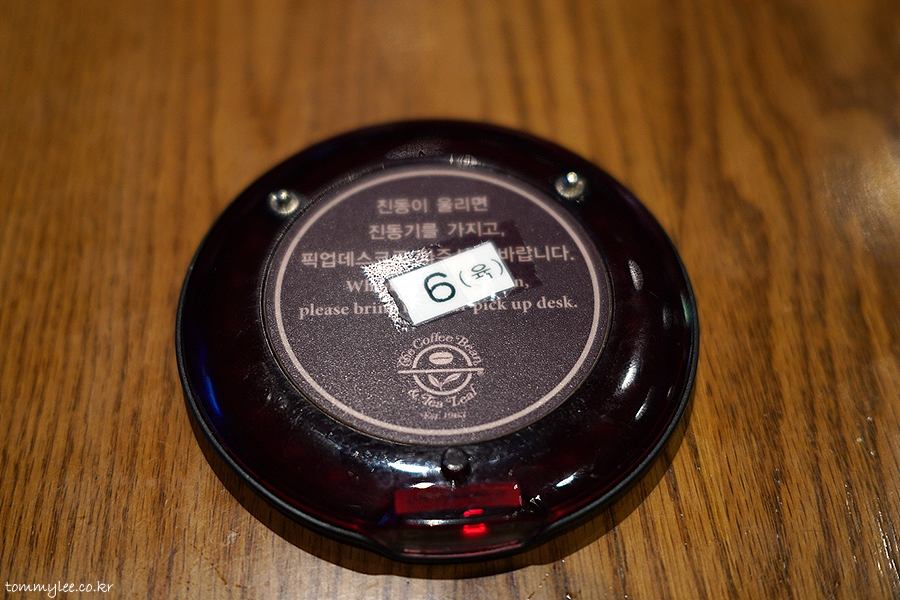 진동이 울리면
진동기를 가지고,
픽업데스크 바랍니다.
6(육)
please pick up desk.
The Coffee Bean
& Tea Leaf
Est. 1963
tommylee.co.kr